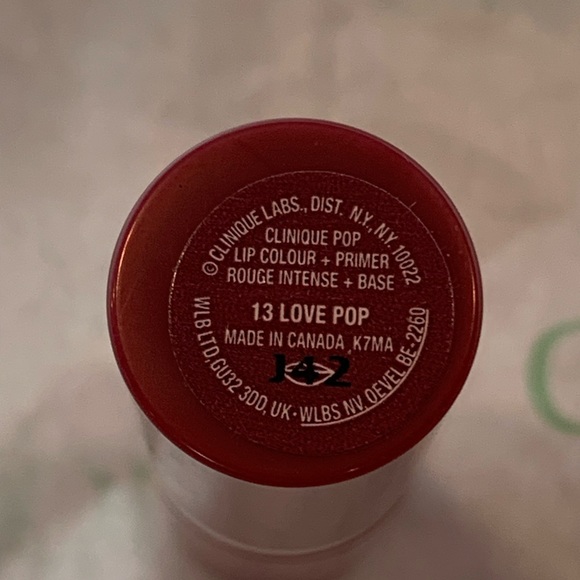 © CLINIQUE LABS., DIST. N.Y., N.Y. 10022
CLINIQUE POP
LIP COLOUR + PRIMER
ROUGE INTENSE + BASE
13 LOVE POP
MADE IN CANADA K7MA
J42
WLB LTD, GU32 3DD, UK • WLBS NV OEVEL BE-2260